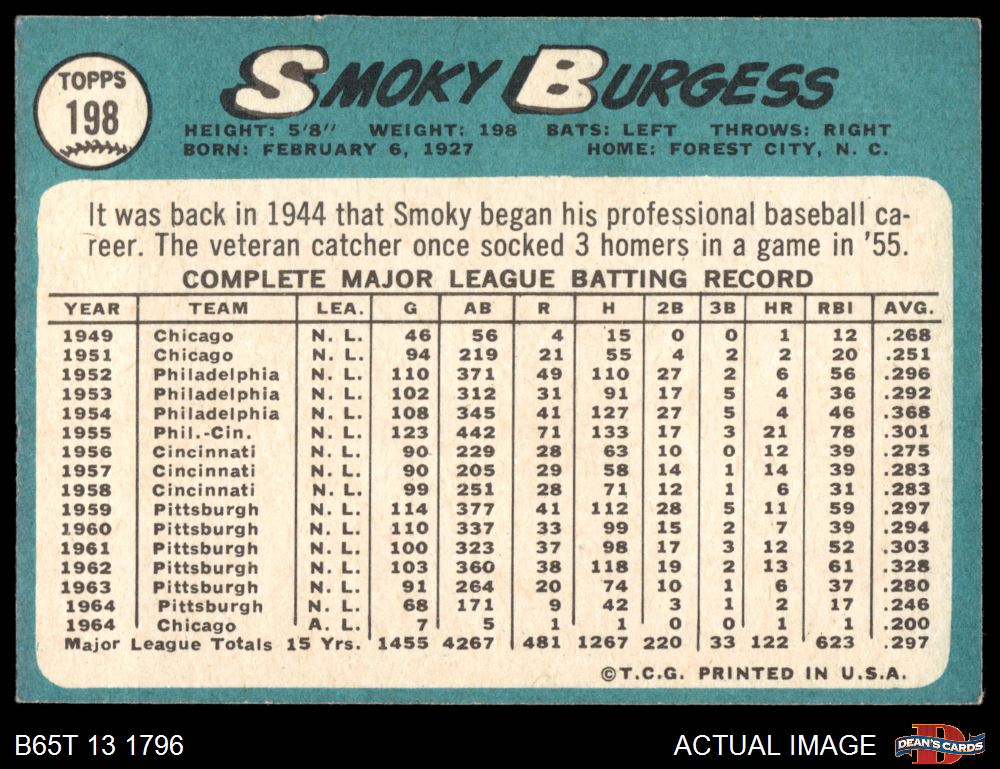 TOPPS
198
SMOKY BURGESS
HEIGHT: 5'8" WEIGHT: 198 BATS: LEFT THROWS: RIGHT
BORN: FEBRUARY 6, 1927 HOME: FOREST CITY, N. C.
It was back in 1944 that Smoky began his professional baseball ca-
reer. The veteran catcher once socked 3 homers in a game in '55.
COMPLETE MAJOR LEAGUE BATTING RECORD
YEAR TEAM LEA. G AB R H 2B 3B HR RBI AVG.
1949 Chicago N. L. 46 56 4 15 0 0 1 12 .268
1951 Chicago N. L. 94 219 21 55 4 2 2 20 .251
1952 Philadelphia N. L. 110 371 49 110 27 2 6 56 .296
1953 Philadelphia N. L. 102 312 31 91 17 5 4 36 .292
1954 Philadelphia N. L. 108 345 41 127 27 5 4 46 .368
1955 Phil.-Cin. N. L. 123 442 71 133 17 3 21 78 .301
1956 Cincinnati N. L. 90 229 28 63 10 0 12 39 .275
1957 Cincinnati N. L. 90 205 29 58 14 1 14 39 .283
1958 Cincinnati N. L. 99 251 28 71 12 1 6 31 .283
1959 Pittsburgh N. L. 114 377 41 112 28 5 11 59 .297
1960 Pittsburgh N. L. 110 337 33 99 15 2 7 39 .294
1961 Pittsburgh N. L. 100 323 37 98 17 3 12 52 .303
1962 Pittsburgh N. L. 103 360 38 118 19 2 13 61 .328
1963 Pittsburgh N. L. 91 264 20 74 10 1 6 37 .280
1964 Pittsburgh N. L. 68 171 9 42 3 1 2 17 .246
1964 Chicago A. L. 7 5 1 1 0 0 1 1 .200
Major League Totals 15 Yrs. 1455 4267 481 1267 220 33 122 623 .297
©T.C.G. PRINTED IN U.S.A.
B65T 13 1796
ACTUAL IMAGE
D
DEAN'S CARDS